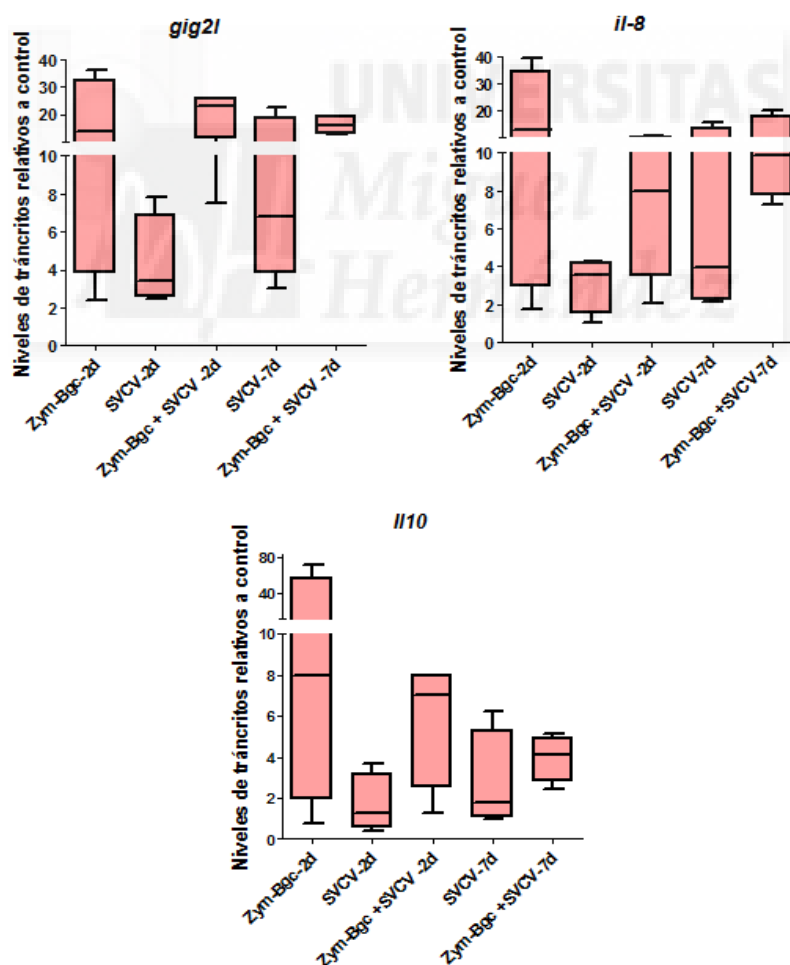 gig2l
Niveles de tráncritos relativos a control
40
30
20
10
8
6
4
2
0
Zym-Bgc-2d
SVCV-2d
Zym-Bgc + SVCV -2d
SVCV-7d
Zym-Bgc + SVCV -7d
il-8
Niveles de tráncritos relativos a control
40
30
20
10
8
6
4
2
0
Zym-Bgc-2d
SVCV-2d
Zym-Bgc +SVCV-2d
SVCV-7d
Zym-Bgc +SVCV-7d
UNIVERSITAS
Miguel
Hernández
Il10
Niveles de tráncritos relativos a control
80
40
10
8
6
4
2
0
Zym-Bgc-2d
SVCV-2d
Zym-Bgc +SVCV -2d
SVCV-7d
Zym-Bgc +SVCV-7d